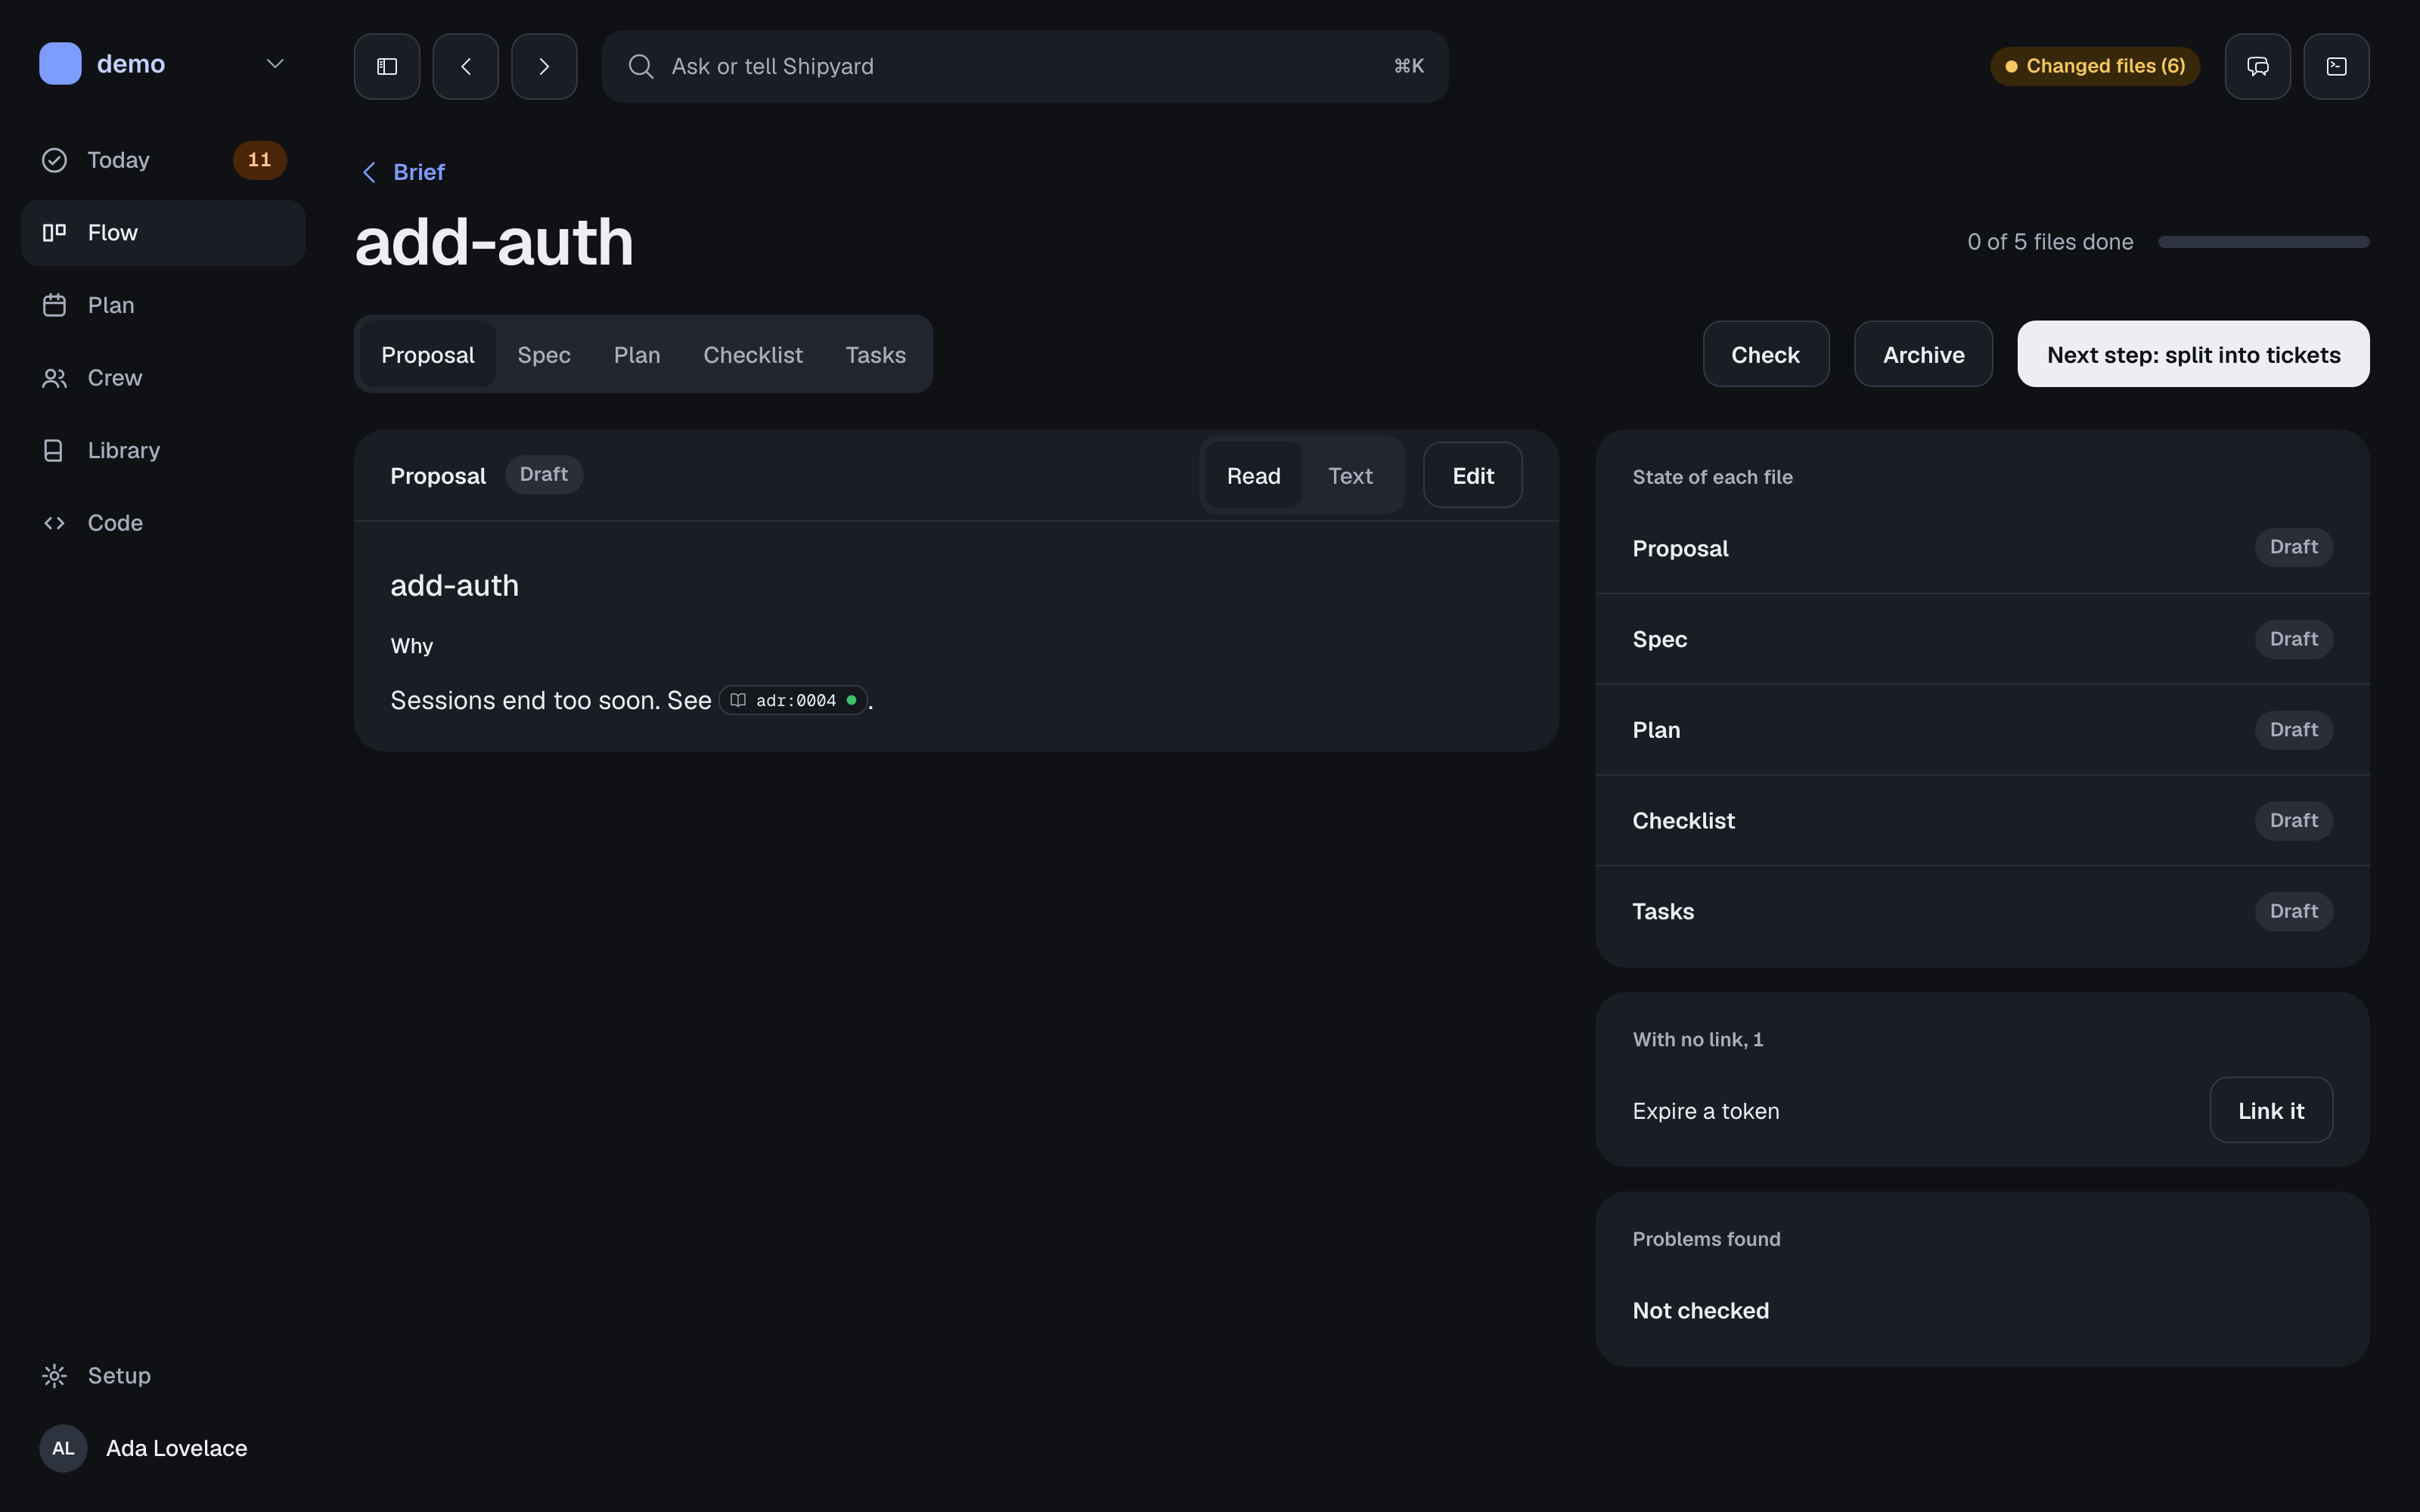 demo
Ask or tell Shipyard ⌘K
Changed files (6)
Today 11
Flow
Plan
Crew
Library
Code
Setup
AL Ada Lovelace
Brief
add-auth
0 of 5 files done
Proposal Spec Plan Checklist Tasks
Check Archive Next step: split into tickets
Proposal Draft Read Text Edit
add-auth
Why
Sessions end too soon. See adr:0004.
State of each file
Proposal Draft
Spec Draft
Plan Draft
Checklist Draft
Tasks Draft
With no link, 1
Expire a token Link it
Problems found
Not checked